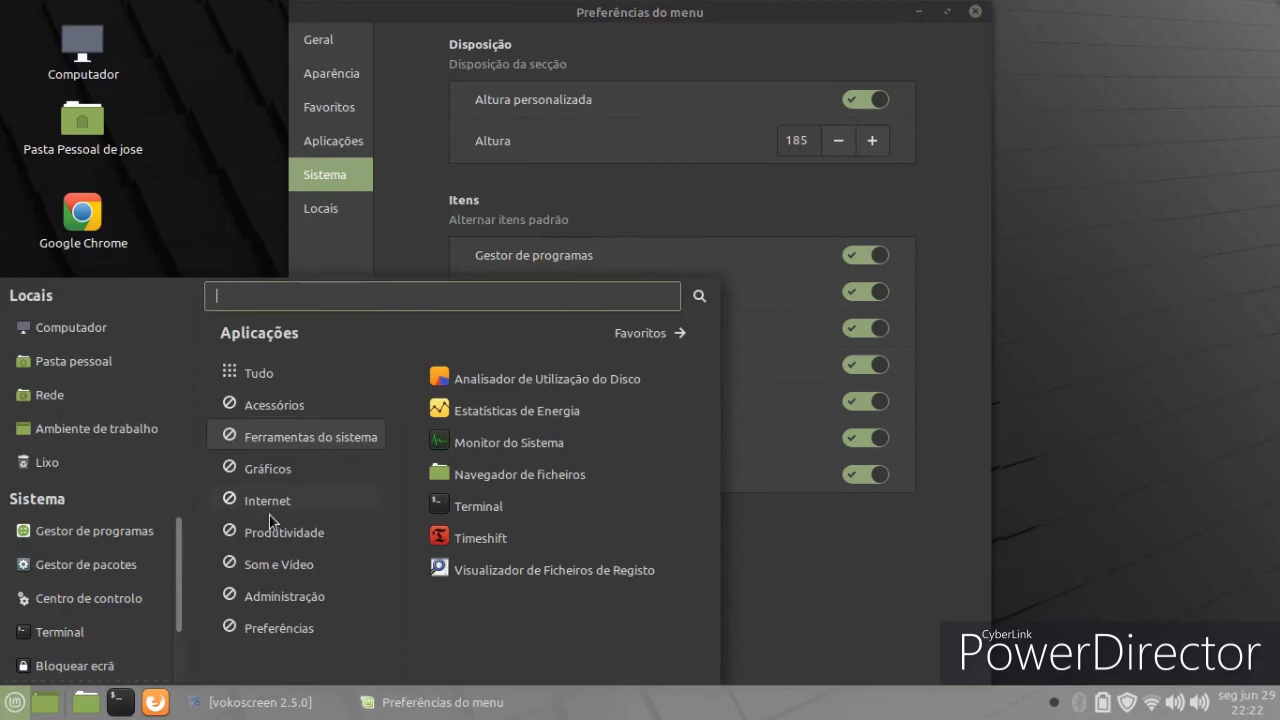 Preferências do menu
Computador
Pasta Pessoal de jose
Google Chrome
Geral
Aparência
Favoritos
Aplicações
Sistema
Locais
Disposição
Disposição da secção
Altura personalizada
Altura
185
Itens
Alternar itens padrão
Gestor de programas
Locais
Computador
Pasta pessoal
Rede
Ambiente de trabalho
Lixo
Sistema
Gestor de programas
Gestor de pacotes
Centro de controlo
Terminal
Bloquear ecrã
Aplicações
Favoritos
Tudo
Acessórios
Ferramentas do sistema
Gráficos
Internet
Produtividade
Som e Vídeo
Administração
Preferências
Analisador de Utilização do Disco
Estatísticas de Energia
Monitor do Sistema
Navegador de ficheiros
Terminal
Timeshift
Visualizador de Ficheiros de Registo
CyberLink
PowerDirector
[vokoscreen 2.5.0]
Preferências do menu
seg jun 29
22:22